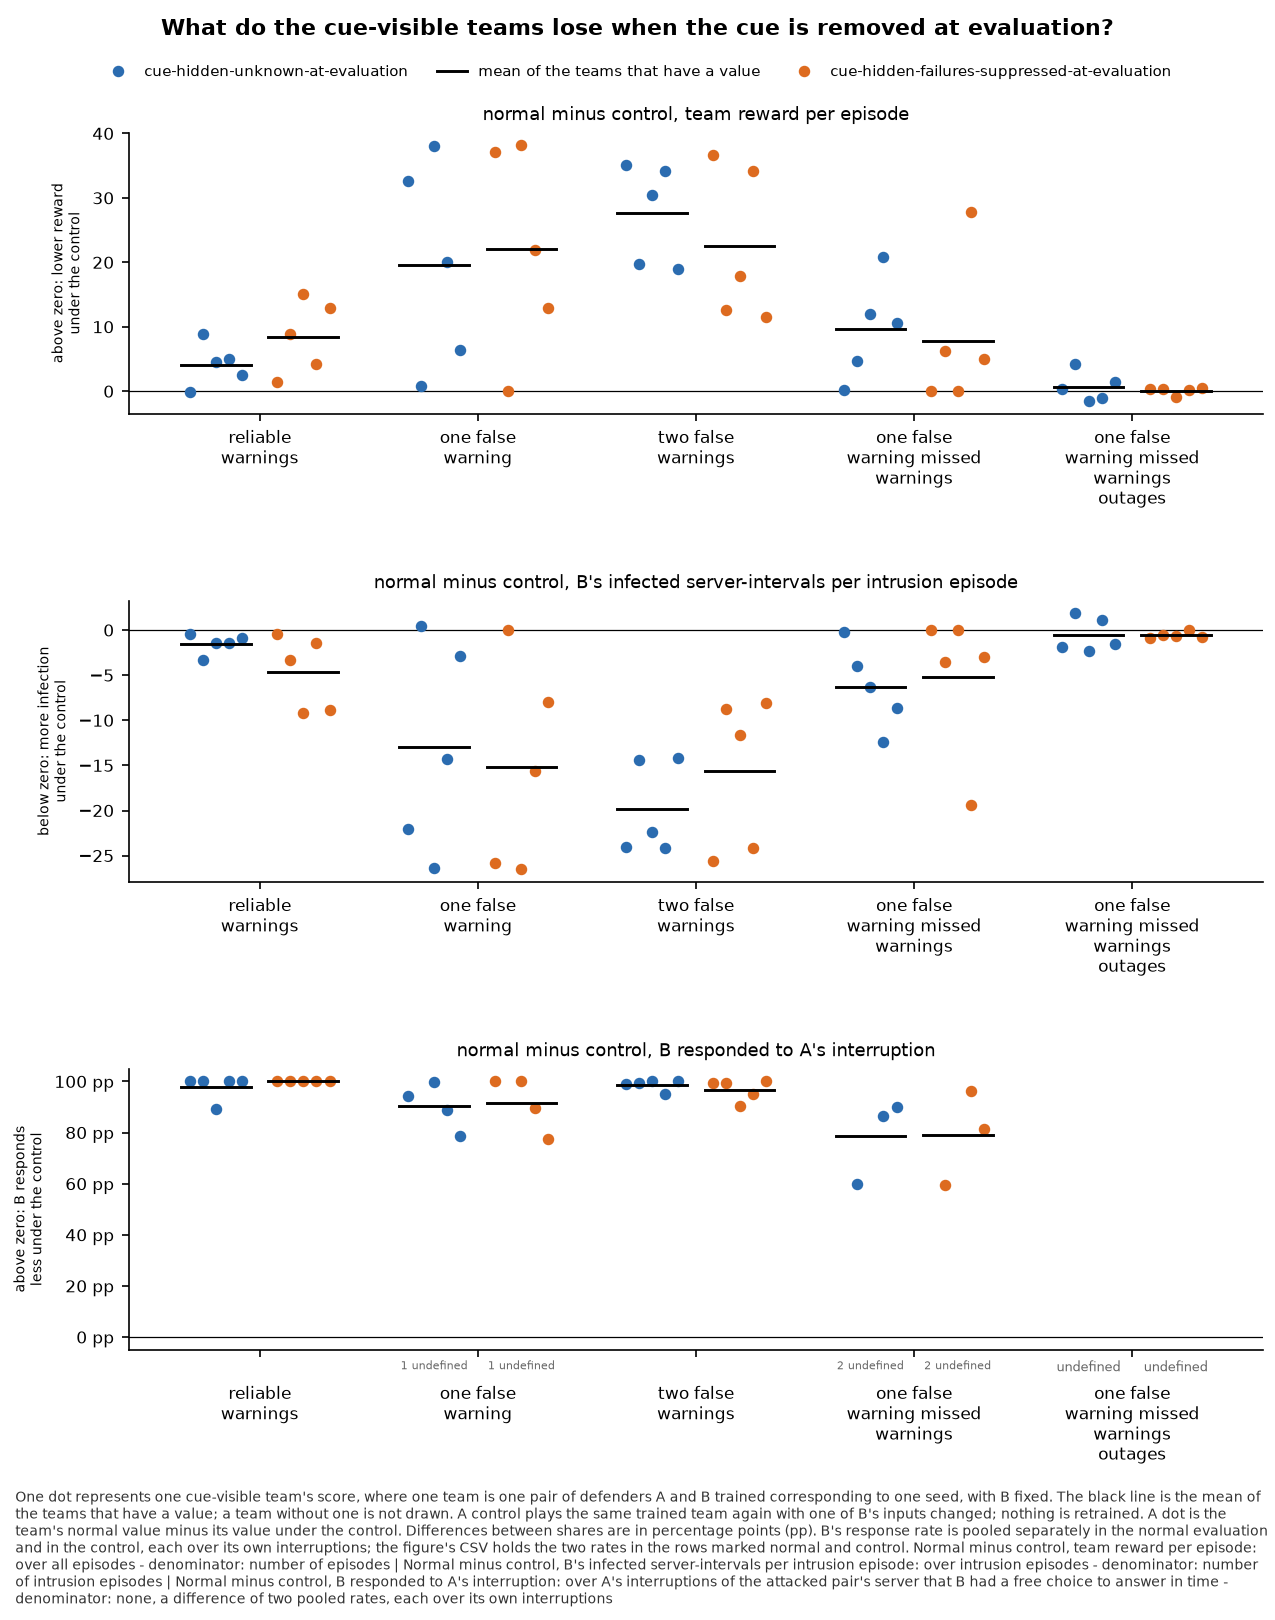 What do the cue-visible teams lose when the cue is removed at evaluation?
cue-hidden-unknown-at-evaluation
mean of the teams that have a value
cue-hidden-failures-suppressed-at-evaluation
normal minus control, team reward per episode
above zero: lower reward
under the control
40
30
20
10
0
reliable
warnings
one false
warning
two false
warnings
one false
warning missed
warnings
one false
warning missed
warnings
outages
normal minus control, B's infected server-intervals per intrusion episode
below zero: more infection
under the control
0
−5
−10
−15
−20
−25
reliable
warnings
one false
warning
two false
warnings
one false
warning missed
warnings
one false
warning missed
warnings
outages
normal minus control, B responded to A's interruption
above zero: B responds
less under the control
100 pp
80 pp
60 pp
40 pp
20 pp
0 pp
1 undefined
1 undefined
2 undefined
2 undefined
undefined
undefined
reliable
warnings
one false
warning
two false
warnings
one false
warning missed
warnings
one false
warning missed
warnings
outages
One dot represents one cue-visible team's score, where one team is one pair of defenders A and B trained corresponding to one seed, with B fixed. The black line is the mean of
the teams that have a value; a team without one is not drawn. A control plays the same trained team again with one of B's inputs changed; nothing is retrained. A dot is the
team's normal value minus its value under the control. Differences between shares are in percentage points (pp). B's response rate is pooled separately in the normal evaluation
and in the control, each over its own interruptions; the figure's CSV holds the two rates in the rows marked normal and control. Normal minus control, team reward per episode:
over all episodes - denominator: number of episodes | Normal minus control, B's infected server-intervals per intrusion episode: over intrusion episodes - denominator: number
of intrusion episodes | Normal minus control, B responded to A's interruption: over A's interruptions of the attacked pair's server that B had a free choice to answer in time -
denominator: none, a difference of two pooled rates, each over its own interruptions